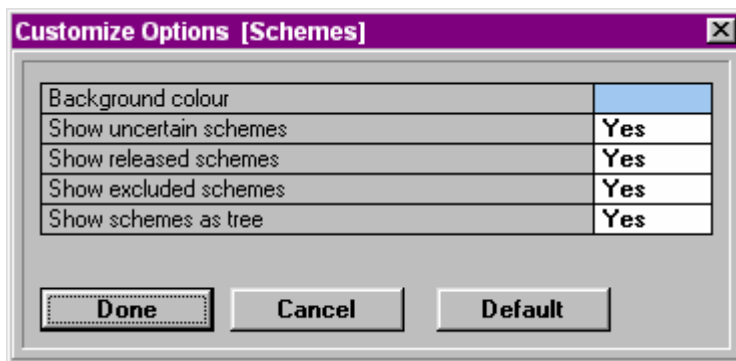 Customize Options [Schemes]
Background colour
Show uncertain schemes Yes
Show released schemes Yes
Show excluded schemes Yes
Show schemes as tree Yes
Done Cancel Default